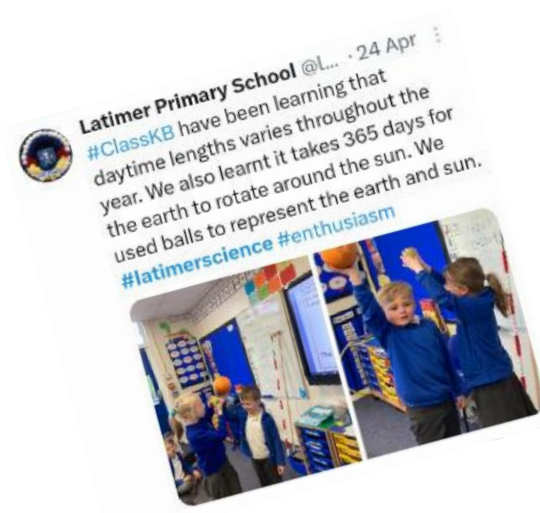 Latimer Primary School @L... · 24 Apr
#ClassKB have been learning that
daytime lengths varies throughout the
year. We also learnt it takes 365 days for
the earth to rotate around the sun. We
used balls to represent the earth and sun.
#latimerscience #enthusiasm